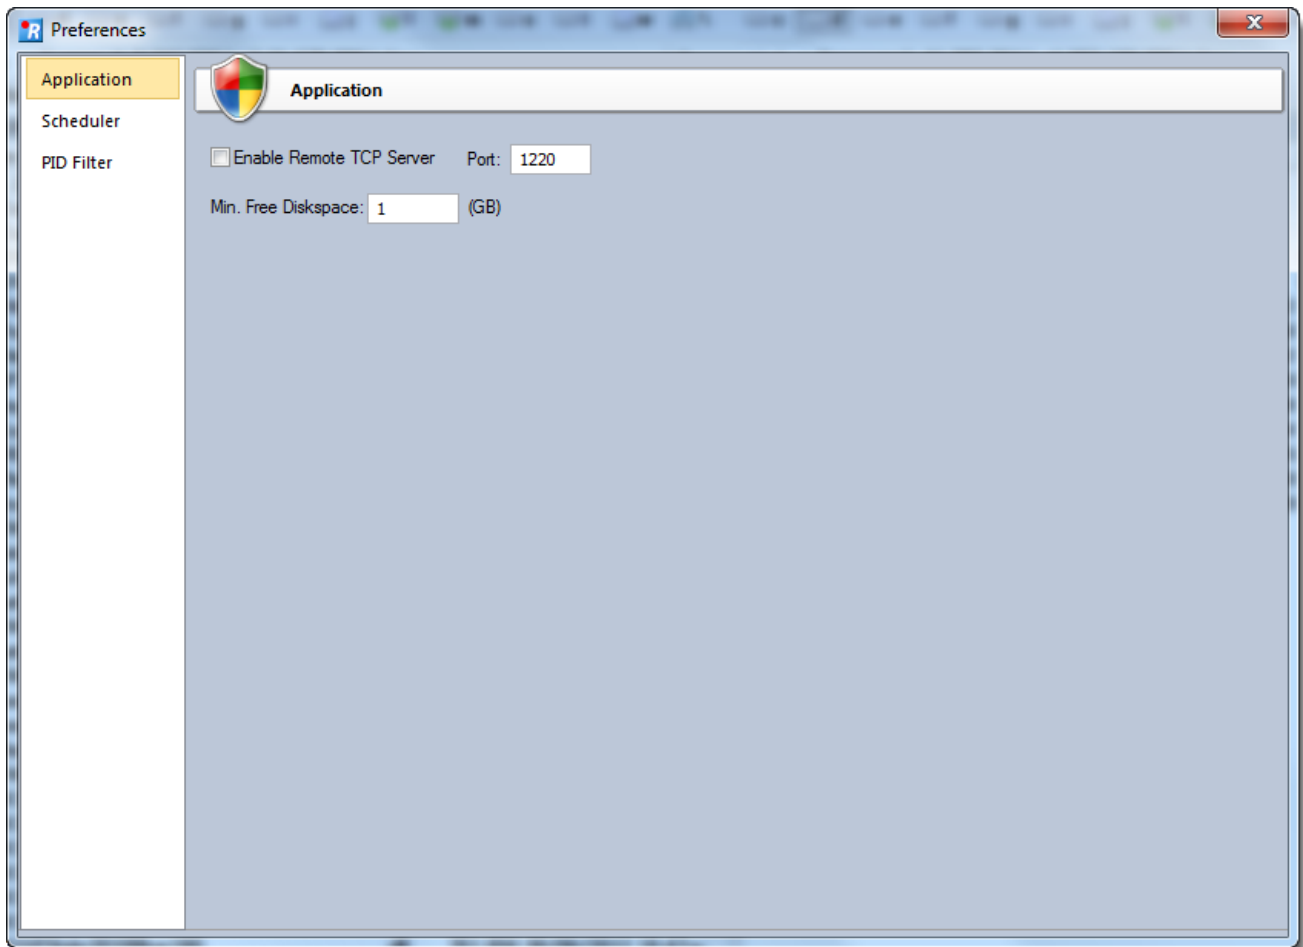 Preferences
Application
Scheduler
PID Filter
Application
Enable Remote TCP Server Port: 1220
Min. Free Diskspace: 1 (GB)